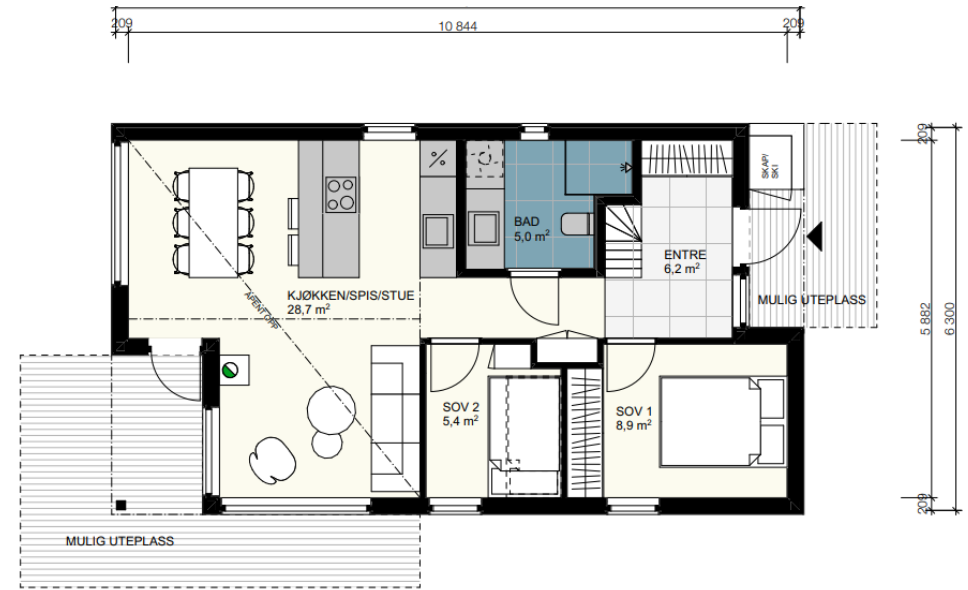 209
10 844
209
SKAP/
SKI
BAD
5,0 m²
ENTRE
6,2 m²
KJØKKEN/SPIS/STUE
28,7 m²
ÅPENT OPP
MULIG UTEPLASS
209
5 882
6 300
209
SOV 2
5,4 m²
SOV 1
8,9 m²
MULIG UTEPLASS